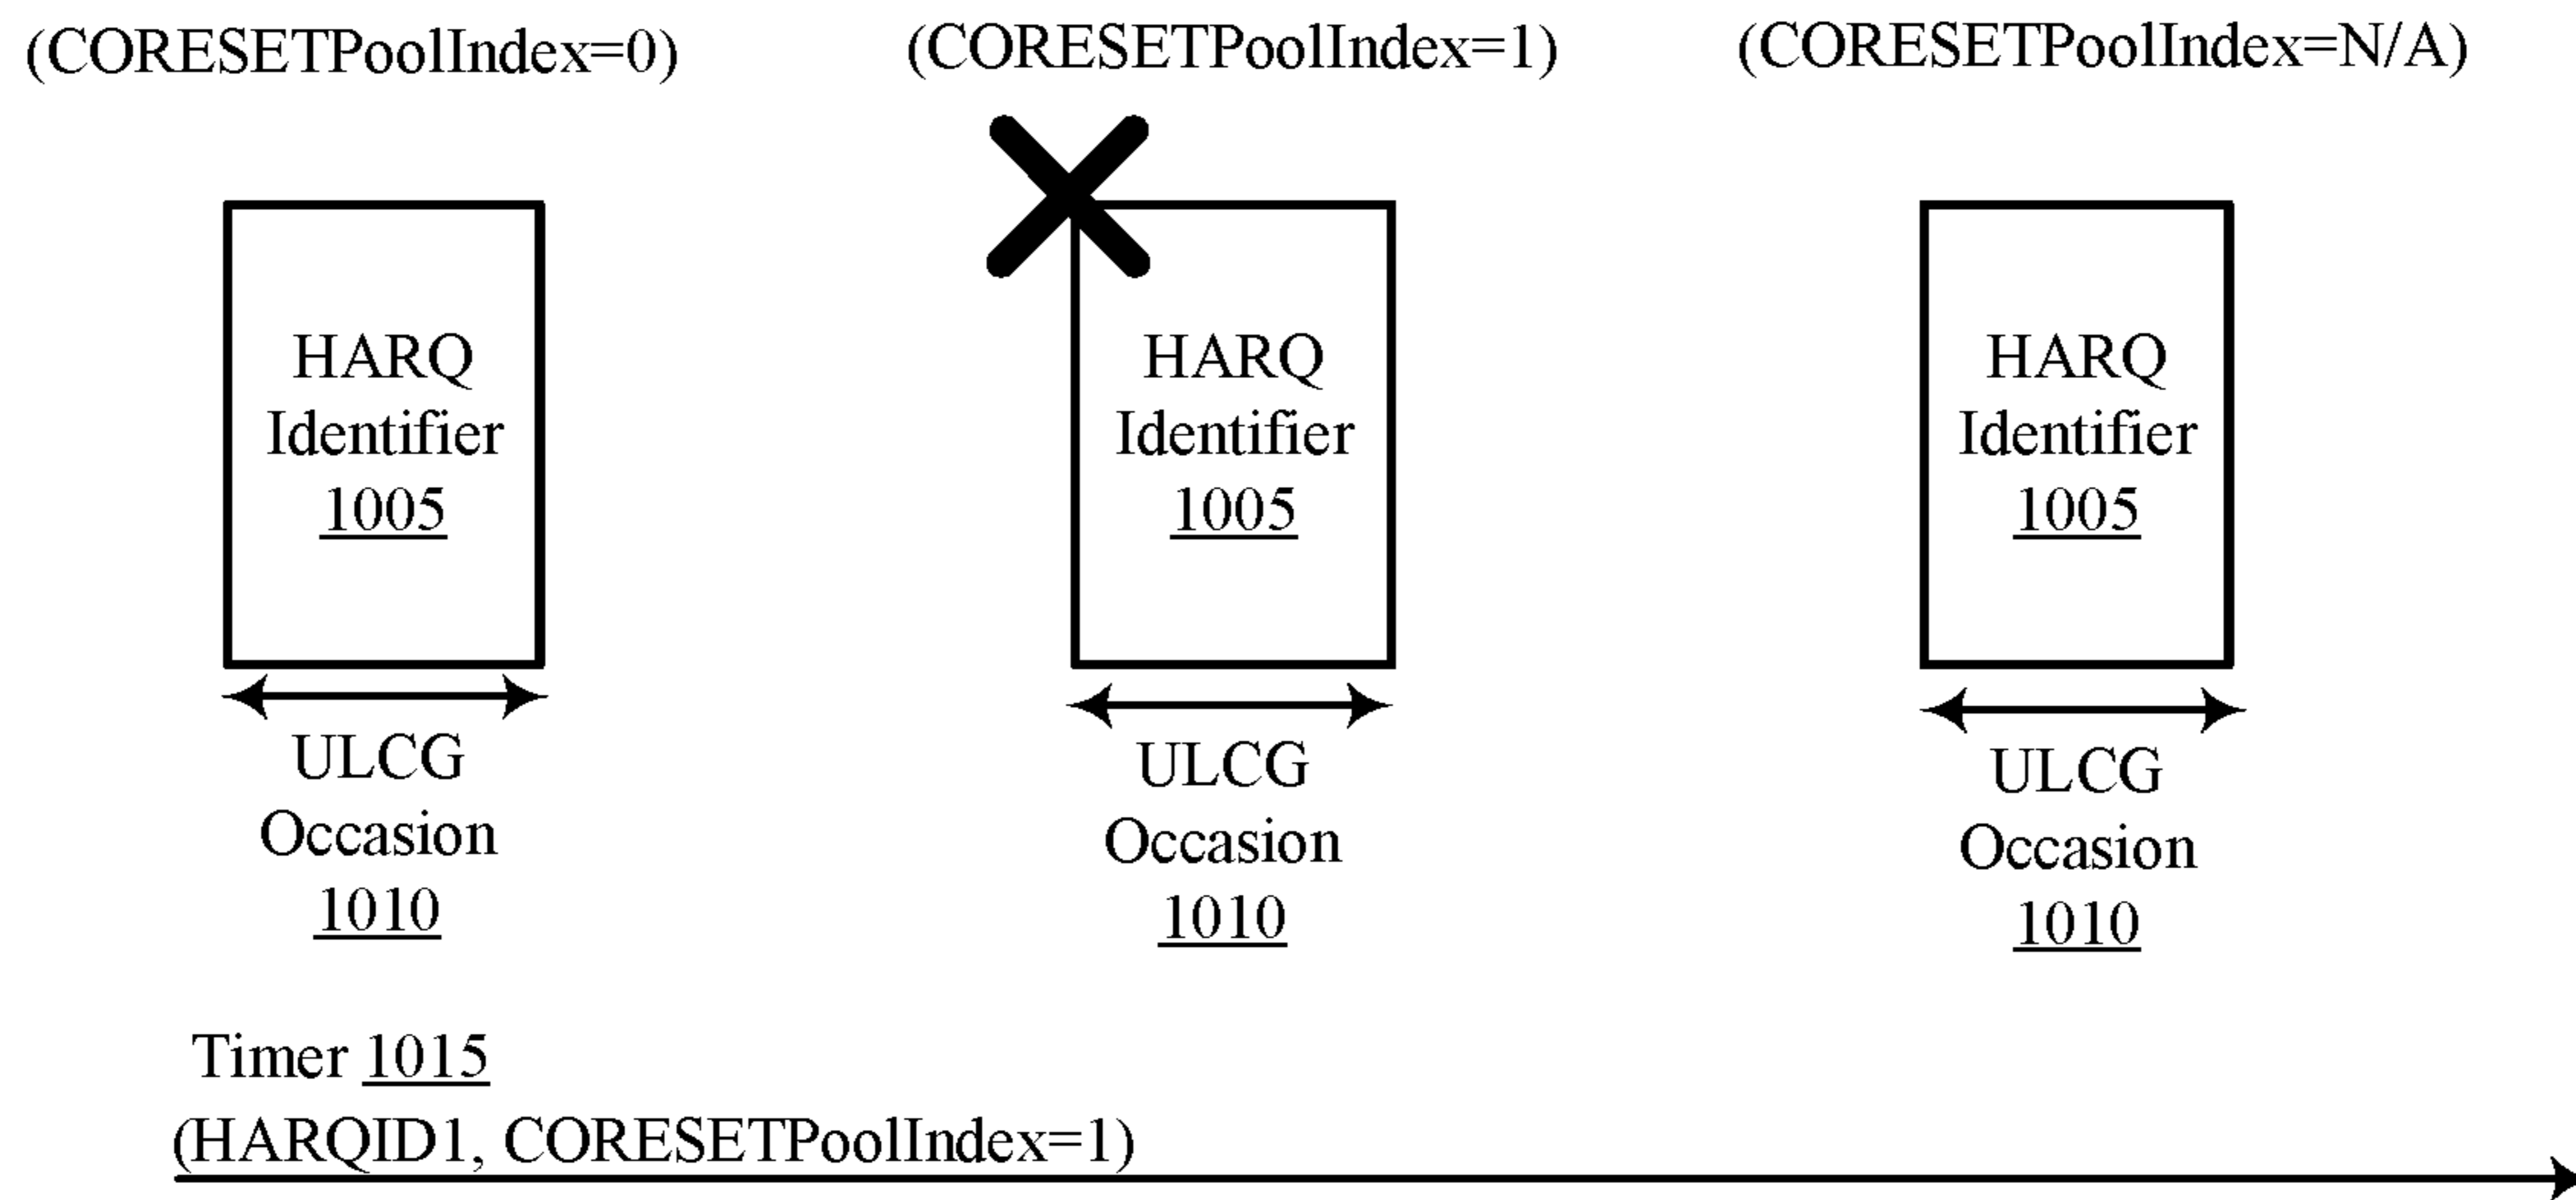 (CORESETPoolIndex=0) (CORESETPoolIndex=1) (CORESETPoolIndex=N/A)
HARQ HARQ HARQ
Identifier Identifier Identifier
1005 1005 1005
ULCG ULCG ULCG
Occasion Occasion Occasion
1010 1010 1010
Timer 1015
(HARQID1, CORESETPoolIndex=1)